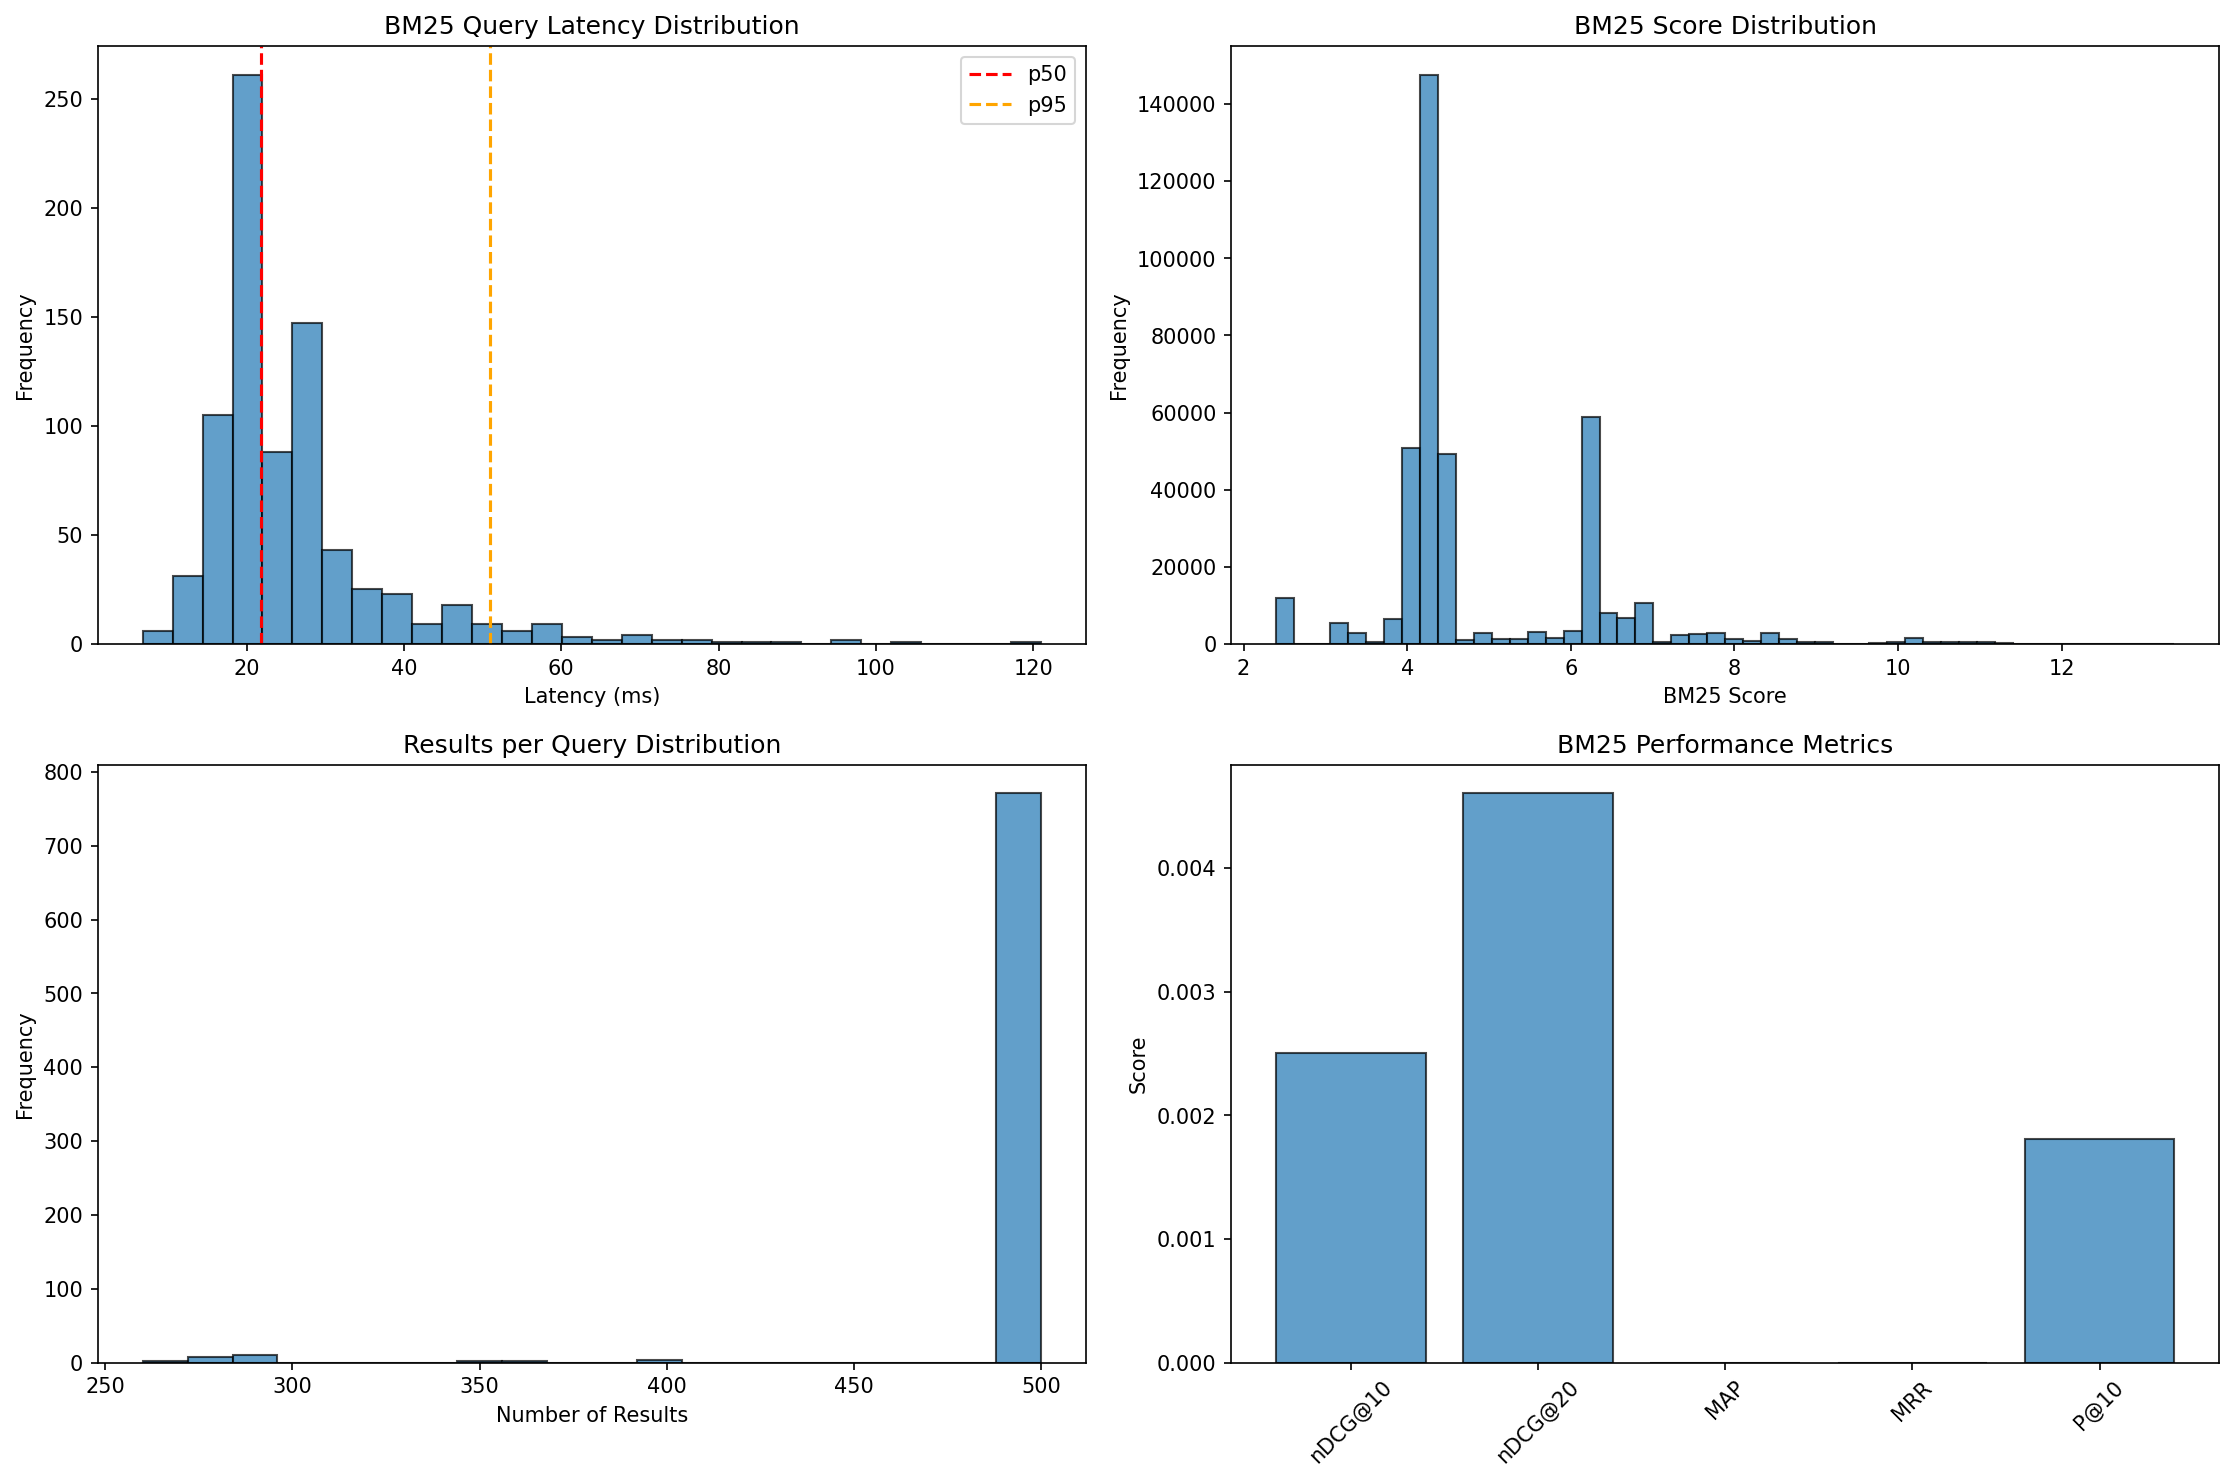 BM25 Query Latency Distribution
Frequency
250
200
150
100
50
0
p50
p95
20 40 60 80 100 120
Latency (ms)
BM25 Score Distribution
Frequency
140000
120000
100000
80000
60000
40000
20000
0
2 4 6 8 10 12
BM25 Score
Results per Query Distribution
Frequency
800
700
600
500
400
300
200
100
0
250 300 350 400 450 500
Number of Results
BM25 Performance Metrics
Score
0.004
0.003
0.002
0.001
0.000
nDCG@10 nDCG@20 MAP MRR P@10